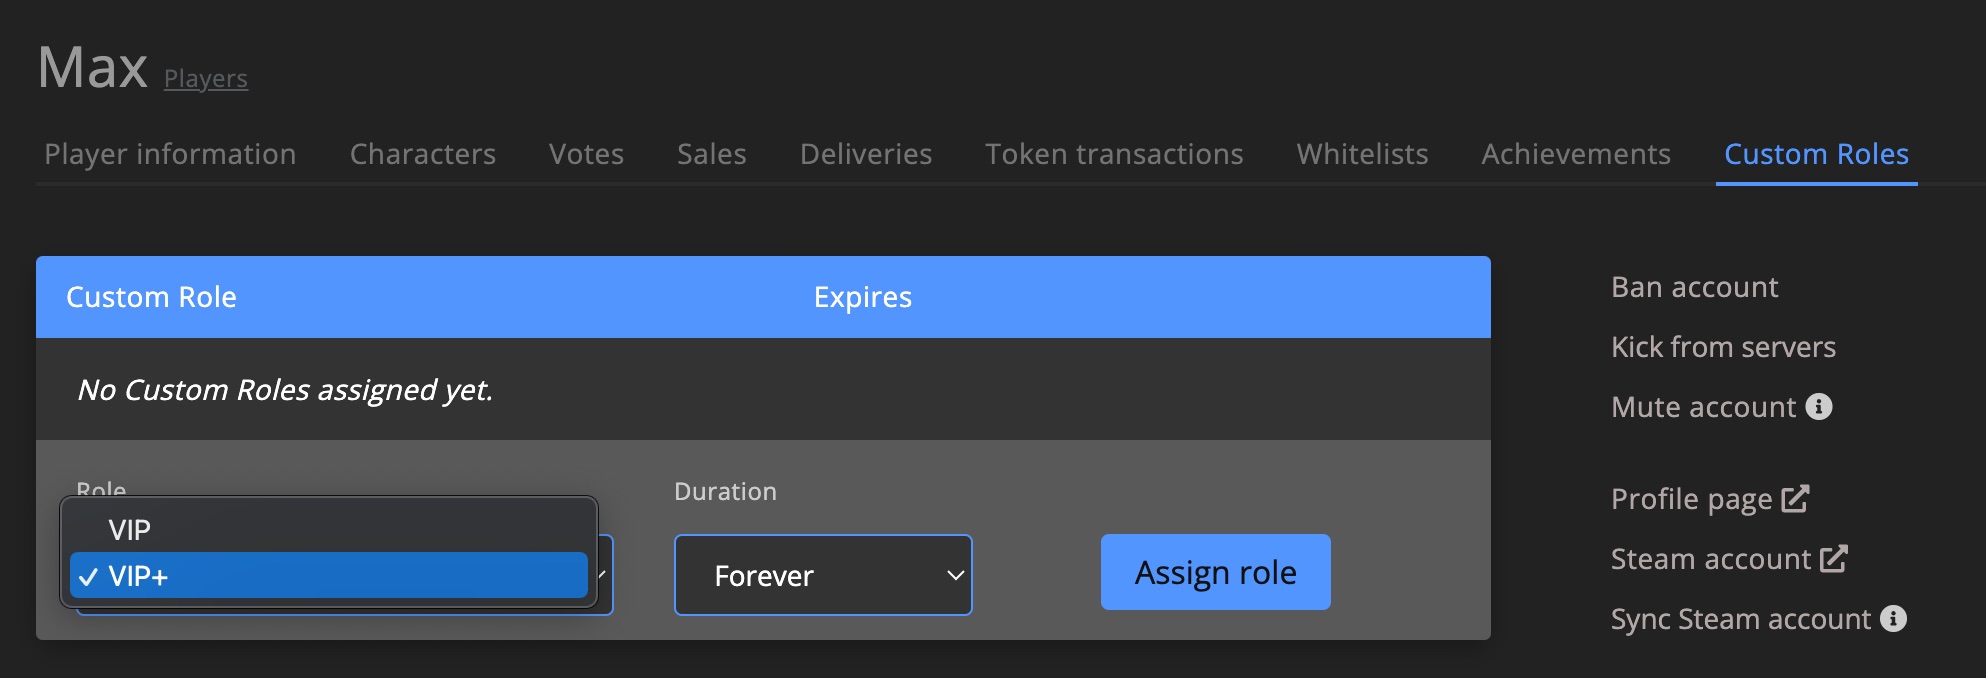 Max Players
Player information Characters Votes Sales Deliveries Token transactions Whitelists Achievements Custom Roles
Custom Role Expires
No Custom Roles assigned yet.
Role Duration
VIP
VIP+
Forever
Assign role
Ban account
Kick from servers
Mute account
Profile page
Steam account
Sync Steam account